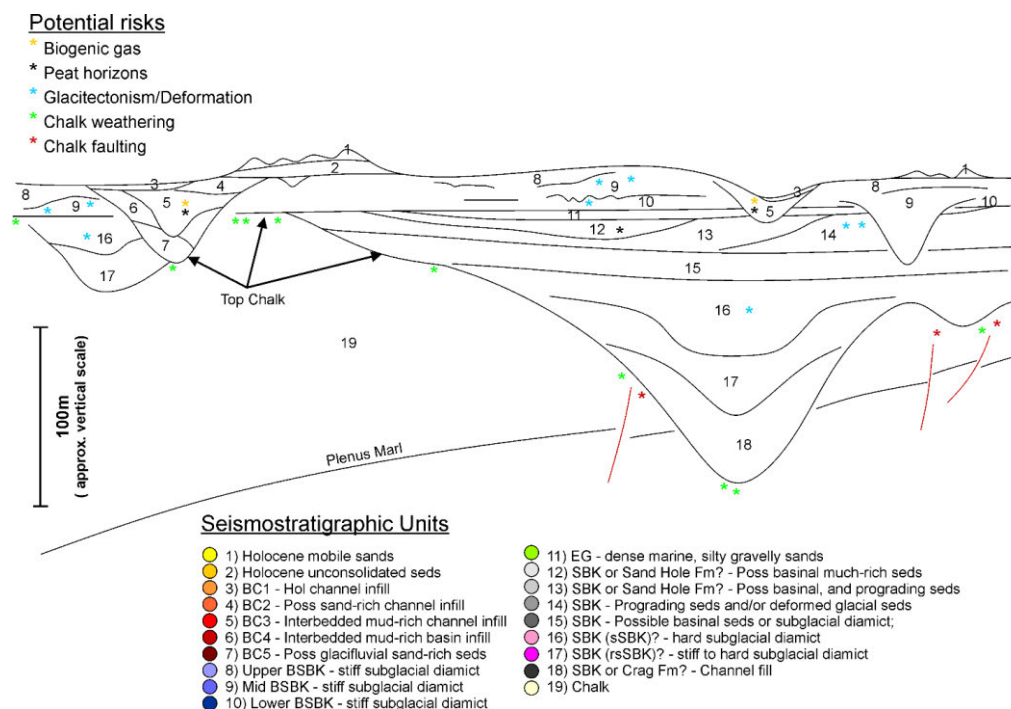 Potential risks
* Biogenic gas
* Peat horizons
* Glacitectonism/Deformation
* Chalk weathering
* Chalk faulting
1
2
3
4
8
9
5
6
7
16
17
8
9
10
11
12
13
14
15
3
5
8
1
9
10
Top Chalk
16
17
18
19
Plenus Marl
100m
( approx. vertical scale)
Seismostratigraphic Units
1) Holocene mobile sands
2) Holocene unconsolidated seds
3) BC1 - Hol channel infill
4) BC2 - Poss sand-rich channel infill
5) BC3 - Interbedded mud-rich channel infill
6) BC4 - Interbedded mud-rich basin infill
7) BC5 - Poss glacifluvial sand-rich seds
8) Upper BSBK - stiff subglacial diamict
9) Mid BSBK - stiff subglacial diamict
10) Lower BSBK - stiff subglacial diamict
11) EG - dense marine, silty gravelly sands
12) SBK or Sand Hole Fm? - Poss basinal much-rich seds
13) SBK or Sand Hole Fm? - Poss basinal, and prograding seds
14) SBK - Prograding seds and/or deformed glacial seds
15) SBK - Possible basinal seds or subglacial diamict;
16) SBK (sSBK)? - hard subglacial diamict
17) SBK (rsSBK)? - stiff to hard subglacial diamict
18) SBK or Crag Fm? - Channel fill
19) Chalk